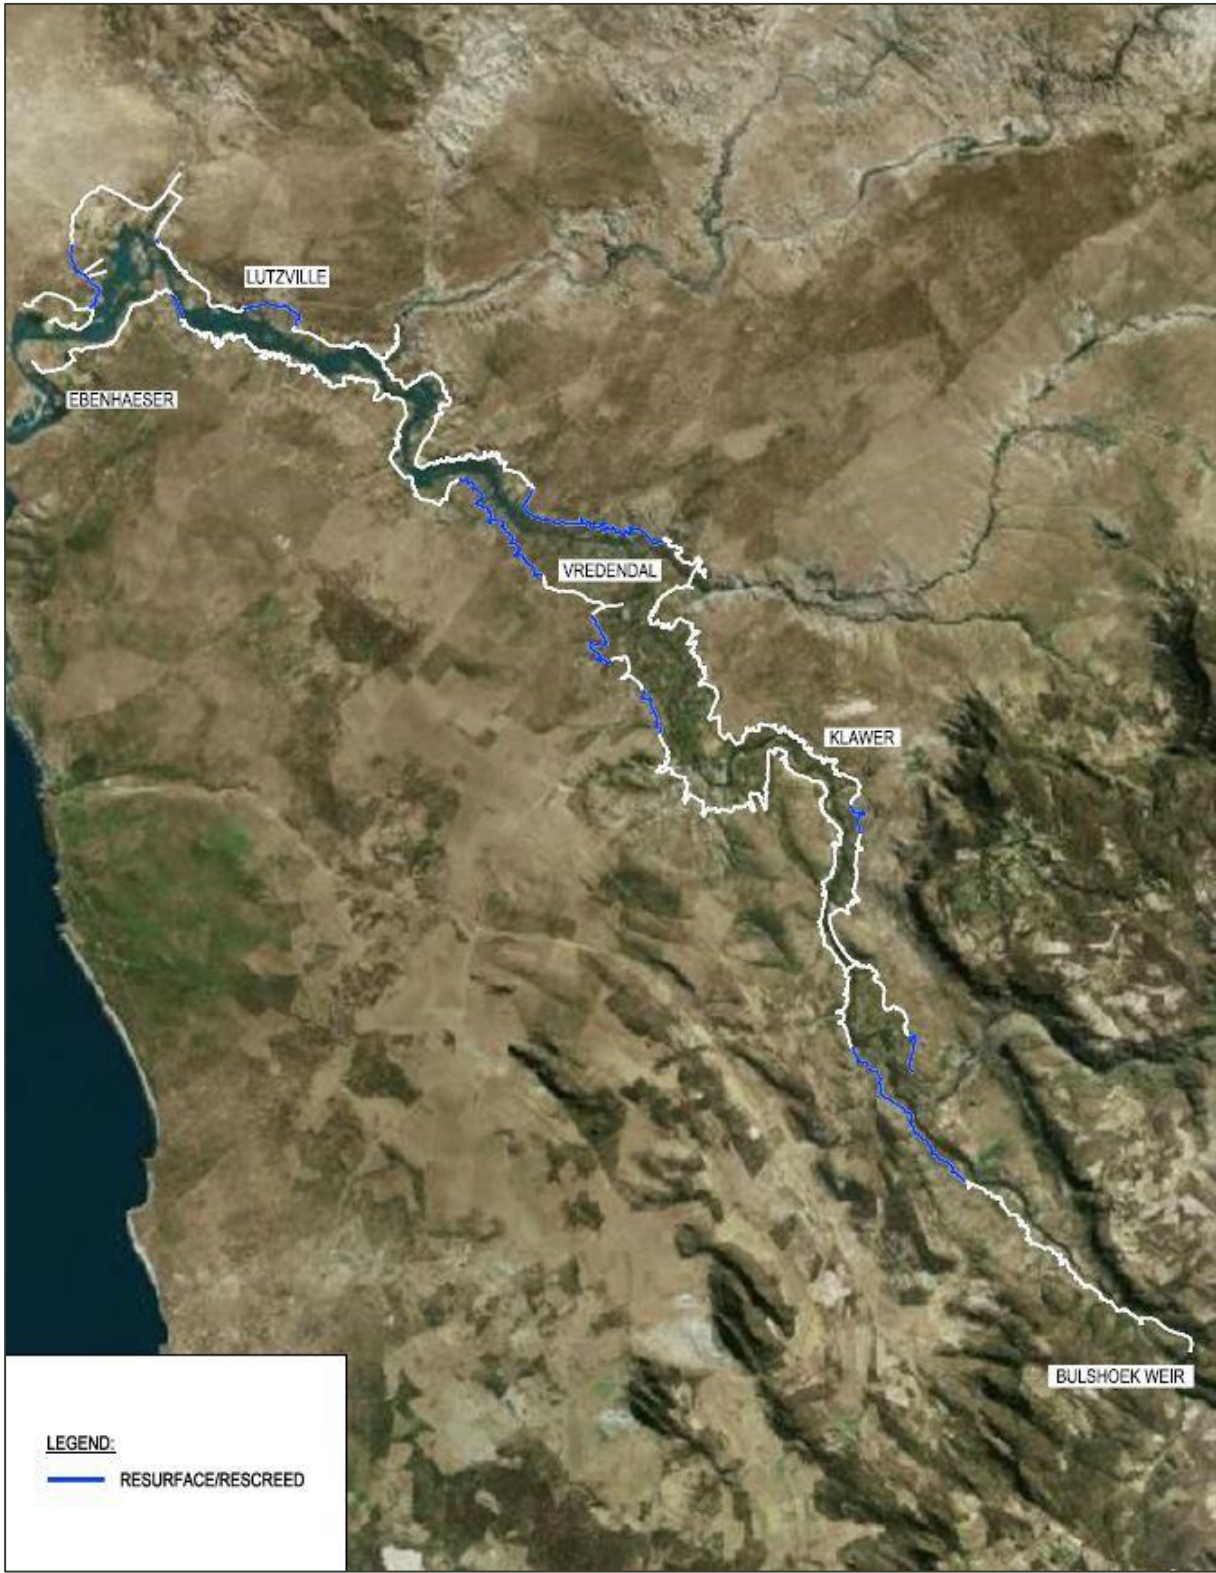 LUTZVILLE
EBENHAESER
VREDENDAL
KLAWER
BULSHOEK WEIR
LEGEND:
RESURFACE/RESCREED